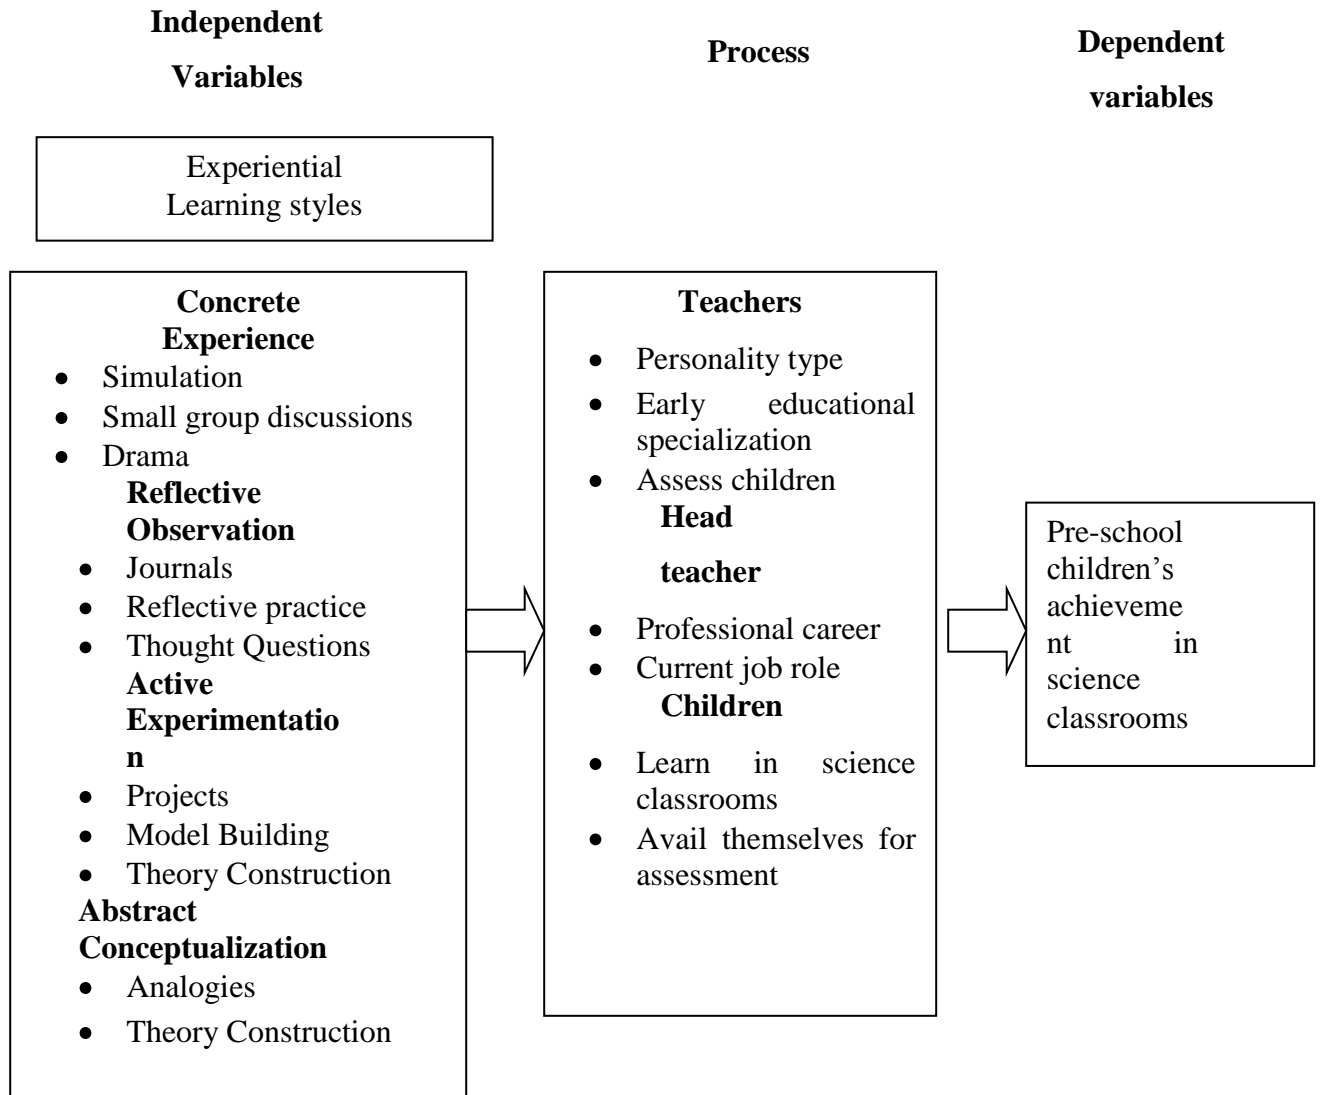 Independent
Variables
Process
Dependent
variables
Experiential
Learning styles
Concrete
Experience
• Simulation
• Small group discussions
• Drama
Reflective
Observation
• Journals
• Reflective practice
• Thought Questions
Active
Experimentatio
n
• Projects
• Model Building
• Theory Construction
Abstract
Conceptualization
• Analogies
• Theory Construction
Teachers
• Personality type
• Early educational
specialization
• Assess children
Head
teacher
• Professional career
• Current job role
Children
• Learn in science
classrooms
• Avail themselves for
assessment
Pre-school
children’s
achieveme
nt in
science
classrooms